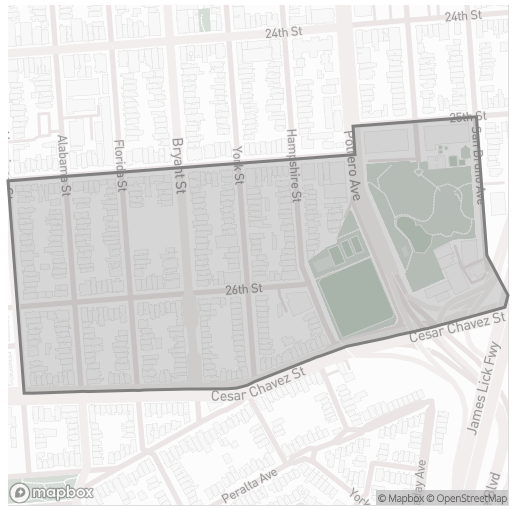 24th St
24th St
25th St
Alabama St
Florida St
Bryant St
York St
Hampshire St
Potrero Ave
San Bruno Ave
26th St
Cesar Chavez St
Cesar Chavez St
James Lick Fwy
Peralta Ave
York
ay Ave
lvd
mapbox
© Mapbox © OpenStreetMap